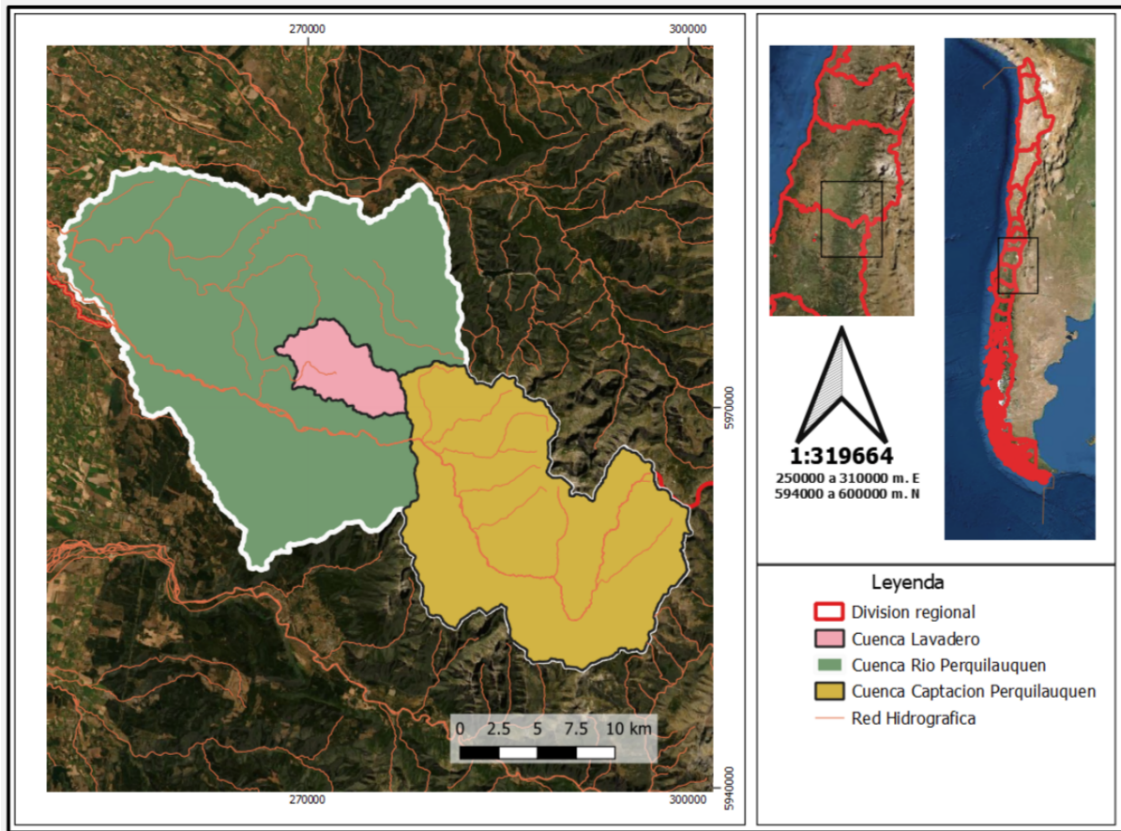 270000
300000
5970000
5940000
0 2.5 5 7.5 10 km
270000
300000
1:319664
250000 a 310000 m. E
594000 a 600000 m. N
Leyenda
Division regional
Cuenca Lavadero
Cuenca Rio Perquilauquen
Cuenca Captacion Perquilauquen
Red Hidrografica